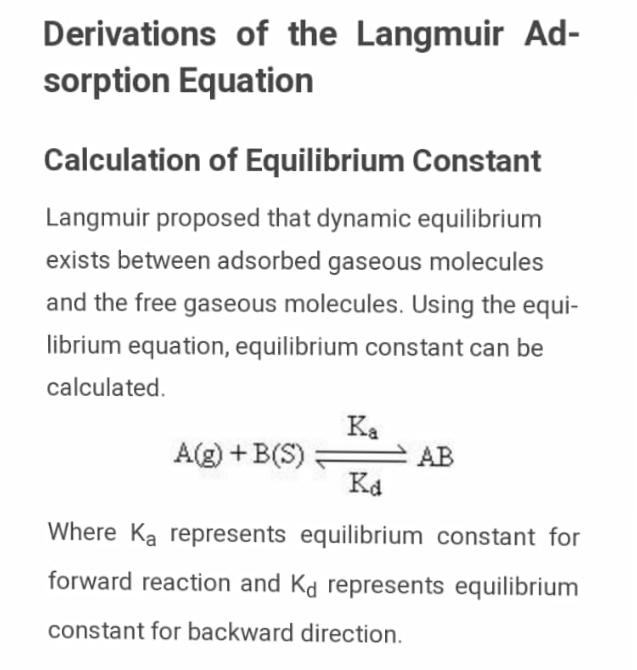 Derivations of the Langmuir Ad-
sorption Equation
Calculation of Equilibrium Constant
Langmuir proposed that dynamic equilibrium
exists between adsorbed gaseous molecules
and the free gaseous molecules. Using the equi-
librium equation, equilibrium constant can be
calculated.
Ka
A(g) + B(S) ⇌ AB
Kd
Where Ka represents equilibrium constant for
forward reaction and Kd represents equilibrium
constant for backward direction.